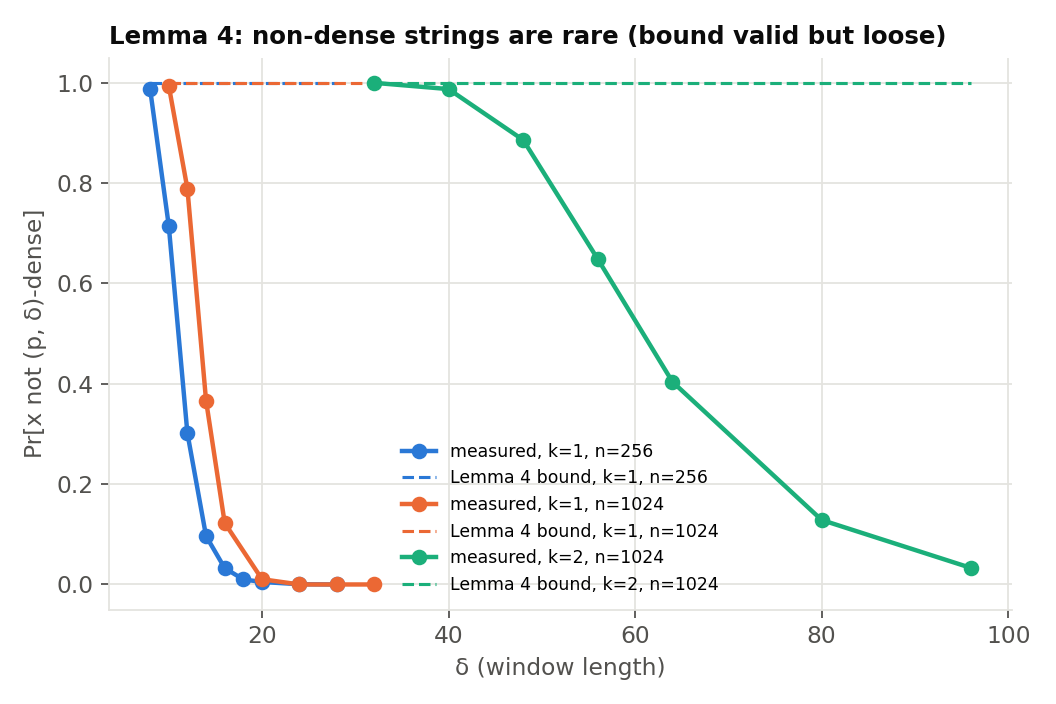 Lemma 4: non-dense strings are rare (bound valid but loose)
Pr[x not (p, δ)-dense]
1.0
0.8
0.6
0.4
0.2
0.0
measured, k=1, n=256
Lemma 4 bound, k=1, n=256
measured, k=1, n=1024
Lemma 4 bound, k=1, n=1024
measured, k=2, n=1024
Lemma 4 bound, k=2, n=1024
20 40 60 80 100
δ (window length)